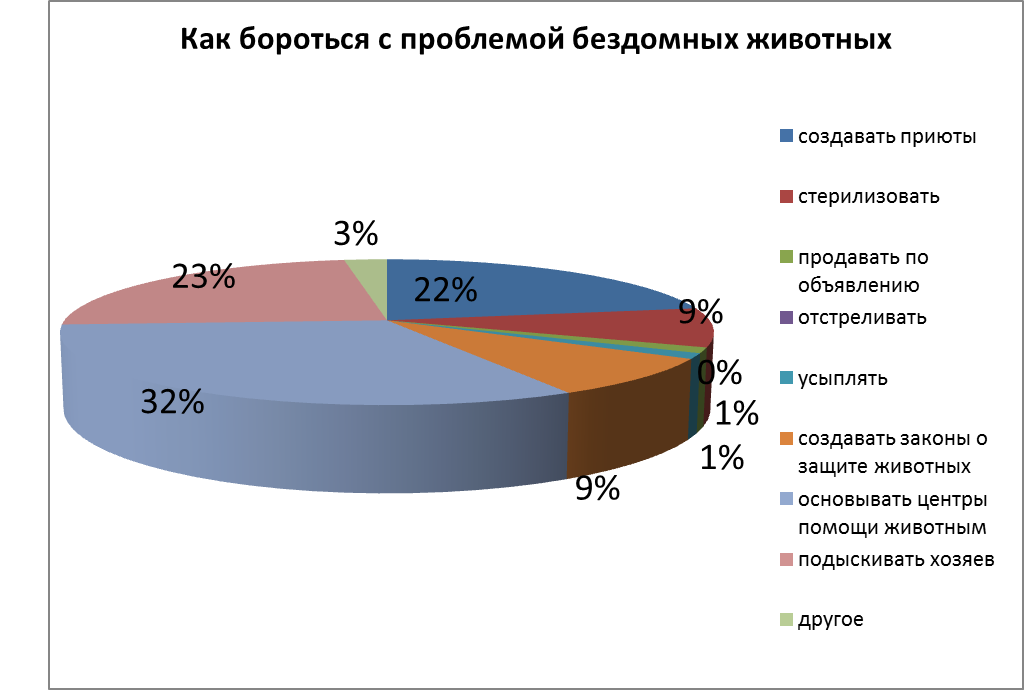 Как бороться с проблемой бездомных животных
3%
23%
22%
9%
0%
32%
1%
1%
9%
создавать приюты
стерилизовать
продавать по
объявлению
отстреливать
усыплять
создавать законы о
защите животных
основывать центры
помощи животным
подыскивать хозяев
другое